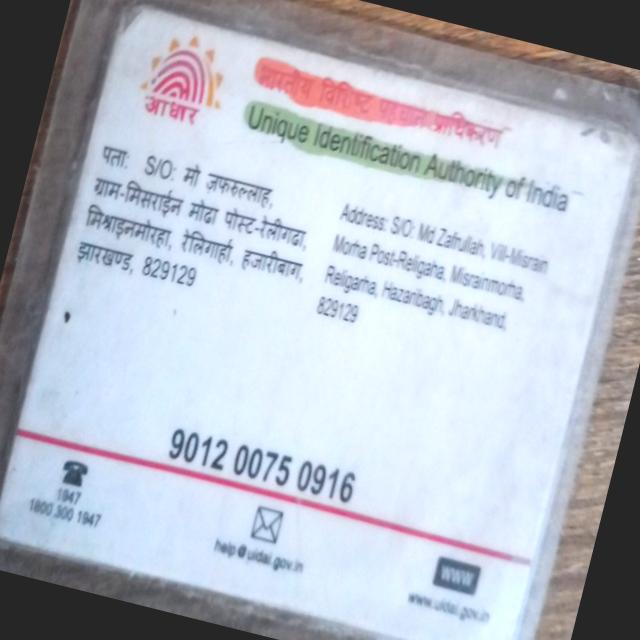 आधार
भारतीय विशिष्ट पहचान प्राधिकरण
Unique Identification Authority of India
पता: S/O: मो ज़फरुल्लाह,
ग्राम-मिसराईन मोढा पोस्ट-रेलीगढा,
मिश्राइनमोरहा, रेलिगार्हा, हजारीबाग,
झारखण्ड, 829129
Address: S/O: Md Zafrullah, Vill-Misrain
Morha Post-Religarha, Misrainmorha,
Religarha, Hazaribagh, Jharkhand,
829129
9012 0075 0916
1947
1800 300 1947
help@uidai.gov.in
WWW
www.uidai.gov.in